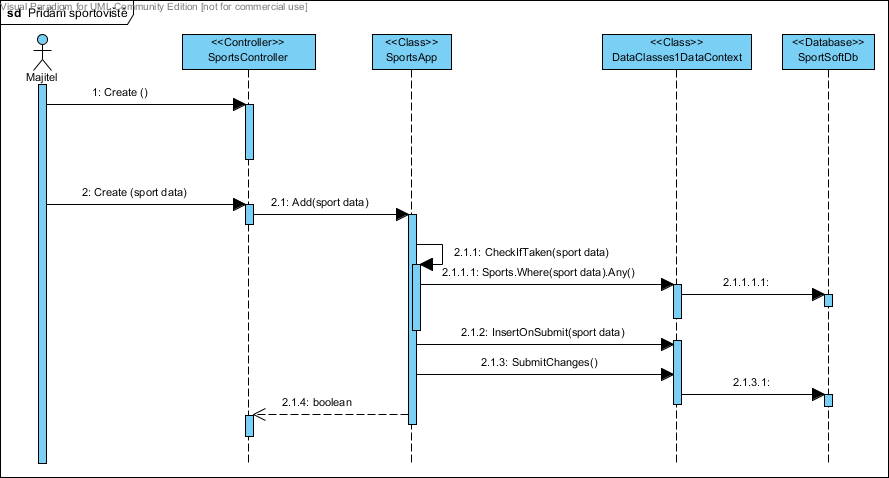 Visual Paradigm for UML Community Edition [not for commercial use]
sd Přidání sportoviště
Majitel
<<Controller>>
SportsController
<<Class>>
SportsApp
<<Class>>
DataClasses1DataContext
<<Database>>
SportSoftDb
1: Create ()
2: Create (sport data)
2.1: Add(sport data)
2.1.1: CheckIfTaken(sport data)
2.1.1.1: Sports.Where(sport data).Any()
2.1.1.1.1:
2.1.2: InsertOnSubmit(sport data)
2.1.3: SubmitChanges()
2.1.3.1:
2.1.4: boolean